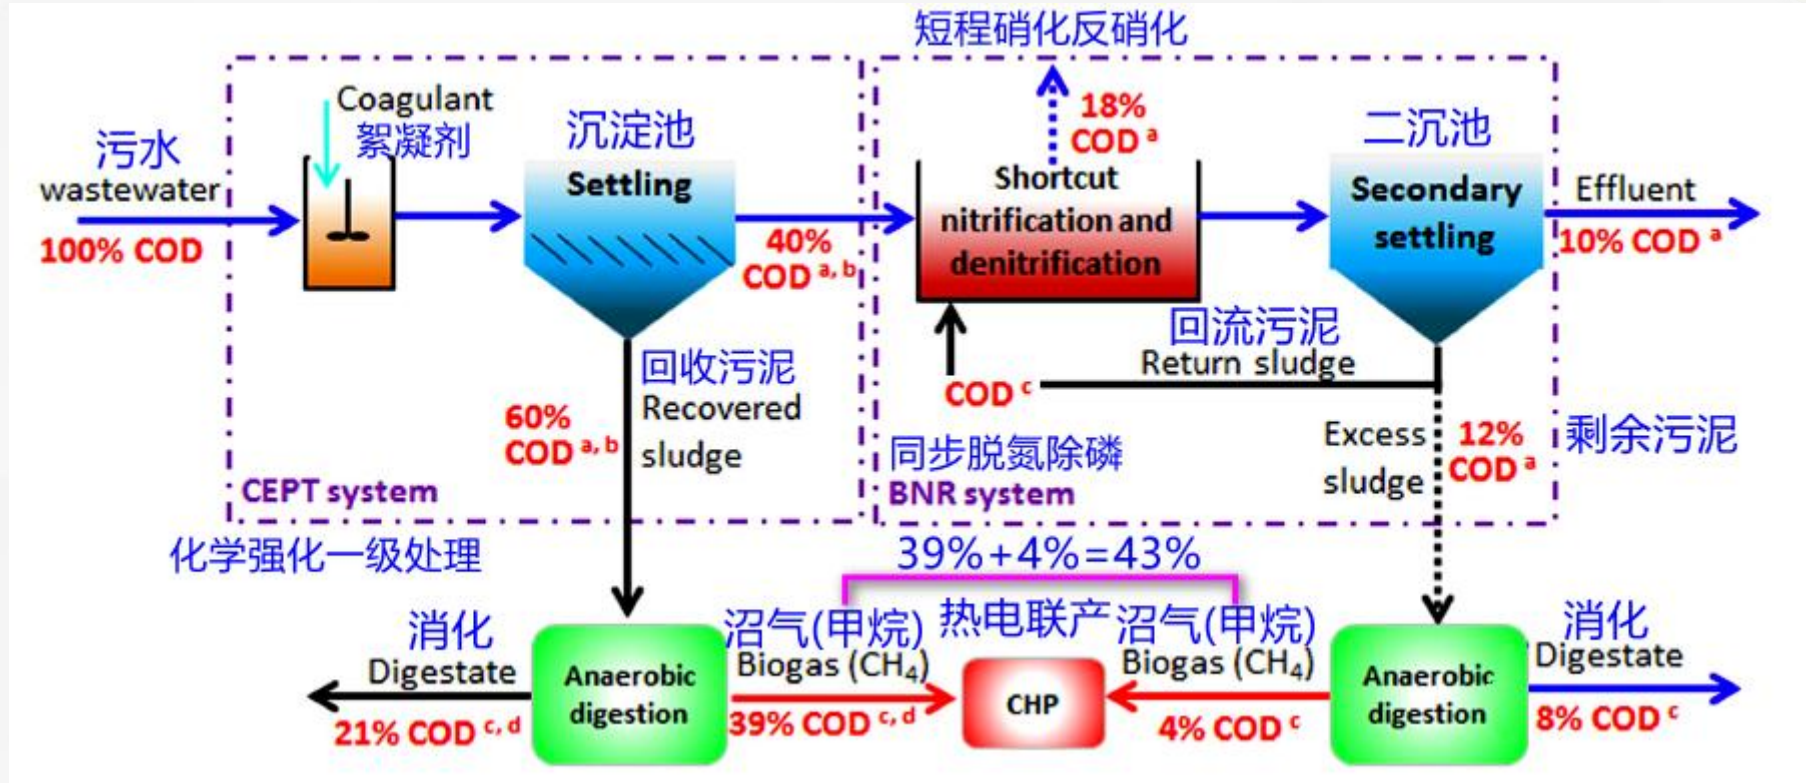 短程硝化反硝化
Coagulant
絮凝剂
污水
wastewater
100% COD
沉淀池
Settling
40%
COD a, b
18%
COD a
Shortcut
nitrification and
denitrification
二沉池
Secondary
settling
Effluent
10% COD a
回收污泥
Recovered
sludge
60%
COD a, b
CEPT system
化学强化一级处理
回流污泥
Return sludge
COD c
同步脱氮除磷
BNR system
Excess
sludge
12%
COD a
剩余污泥
39%+4%=43%
消化
Digestate
21% COD c, d
Anaerobic
digestion
沼气(甲烷)
Biogas (CH₄)
39% COD c, d
热电联产
CHP
沼气(甲烷)
Biogas (CH₄)
4% COD c
Anaerobic
digestion
消化
Digestate
8% COD c